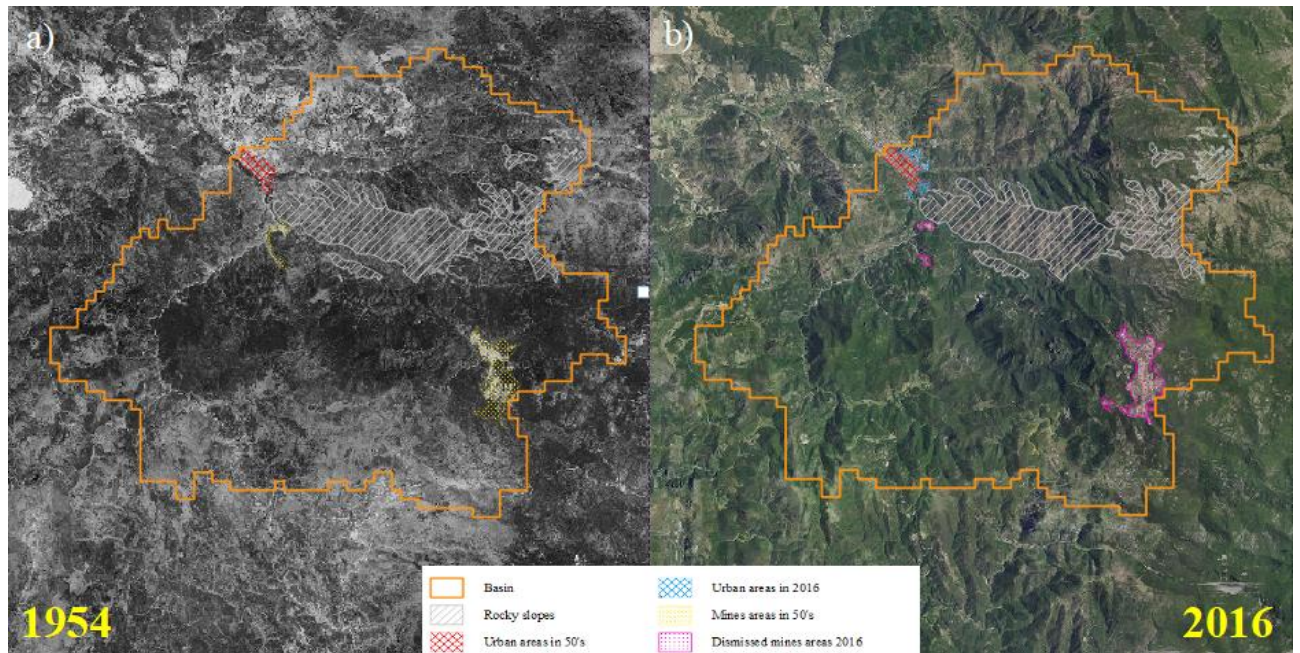 a)
b)
1954
2016
Basin
Rocky slopes
Urban areas in 50's
Urban areas in 2016
Mines areas in 50's
Dismissed mines areas 2016